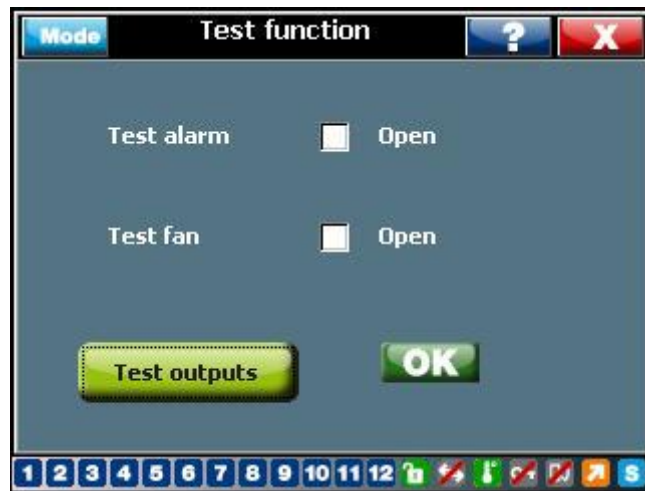 Mode Test function ? X
Test alarm Open
Test fan Open
Test outputs OK
1 2 3 4 5 6 7 8 9 10 11 12 S